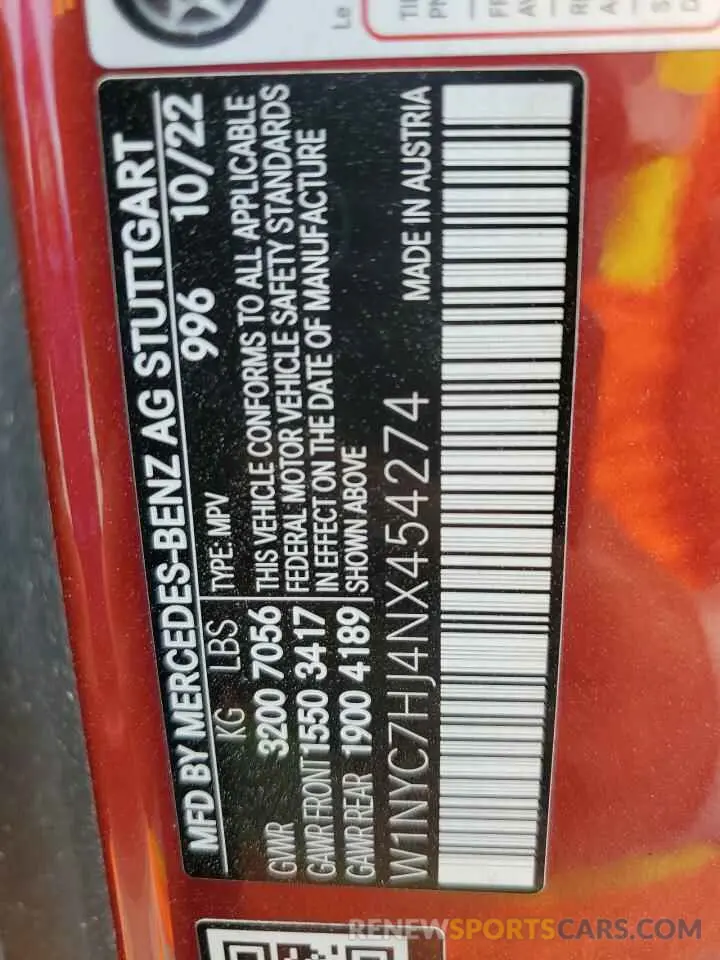 MFD BY MERCEDES-BENZ AG STUTTGART
996 10/22
KG LBS
GWR 3200 7056
GAWR FRONT 1550 3417
GAWR REAR 1900 4189
TYPE: MPV
THIS VEHICLE CONFORMS TO ALL APPLICABLE
FEDERAL MOTOR VEHICLE SAFETY STANDARDS
IN EFFECT ON THE DATE OF MANUFACTURE
SHOWN ABOVE
MADE IN AUSTRIA
W1NYC7HJ4NX454274
Le
RENEWSPORTSCARS.COM